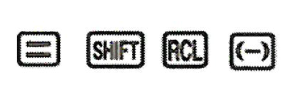 = SHIFT RCL (−)